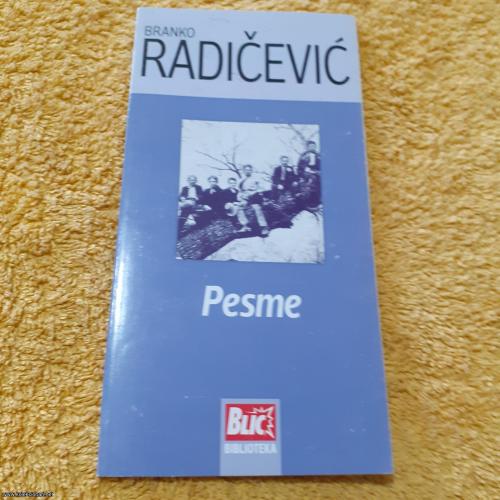 BRANKO
RADIČEVIĆ
Pesme
BLIC
BIBLIOTEKA